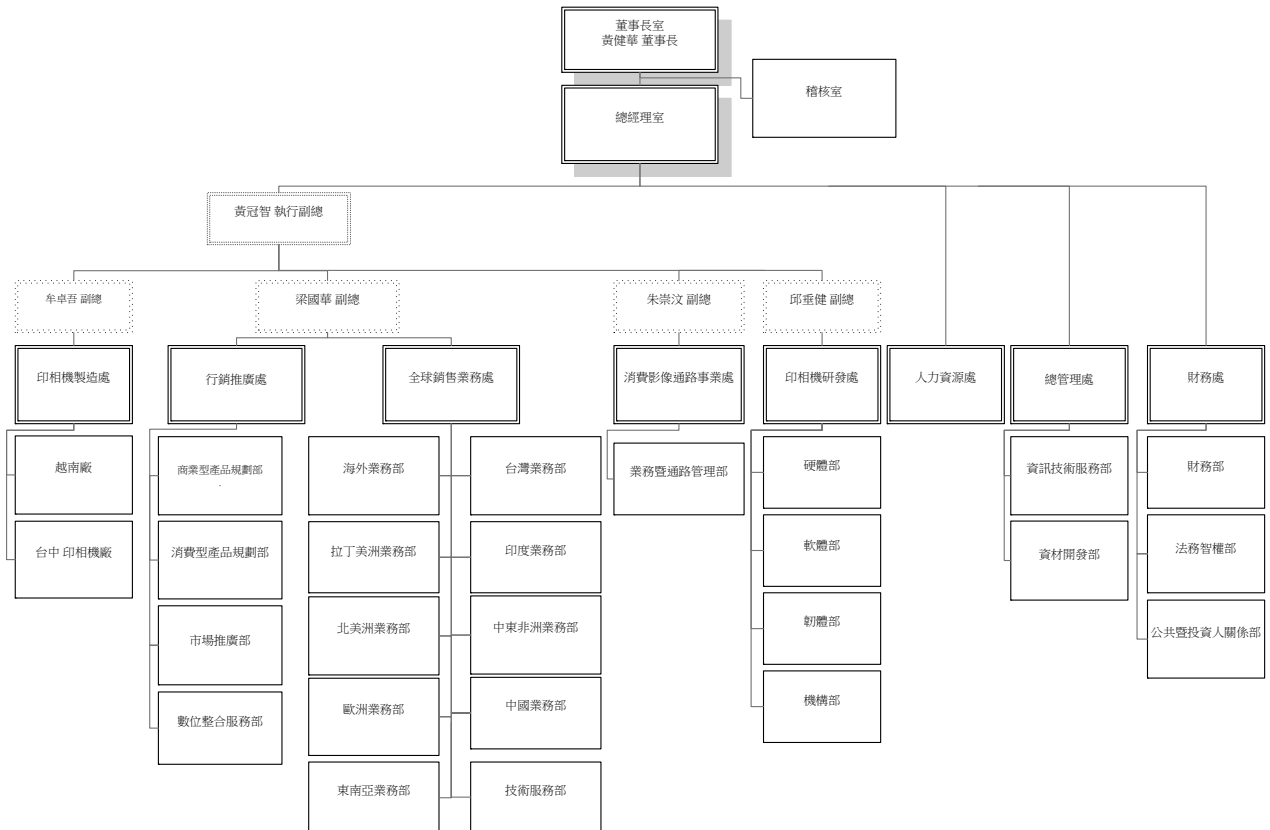 董事長室
黃健華 董事長
稽核室
總經理室
黃冠智 執行副總
牟卓吾 副總
梁國華 副總
朱崇汶 副總
邱垂健 副總
印相機製造處
行銷推廣處
全球銷售業務處
消費影像通路事業處
印相機研發處
人力資源處
總管理處
財務處
越南廠
台中 印相機廠
商業型產品規劃部
.
消費型產品規劃部
市場推廣部
數位整合服務部
海外業務部
拉丁美洲業務部
北美洲業務部
歐洲業務部
東南亞業務部
台灣業務部
印度業務部
中東非洲業務部
中國業務部
技術服務部
業務暨通路管理部
硬體部
軟體部
韌體部
機構部
資訊技術服務部
資材開發部
財務部
法務智權部
公共暨投資人關係部